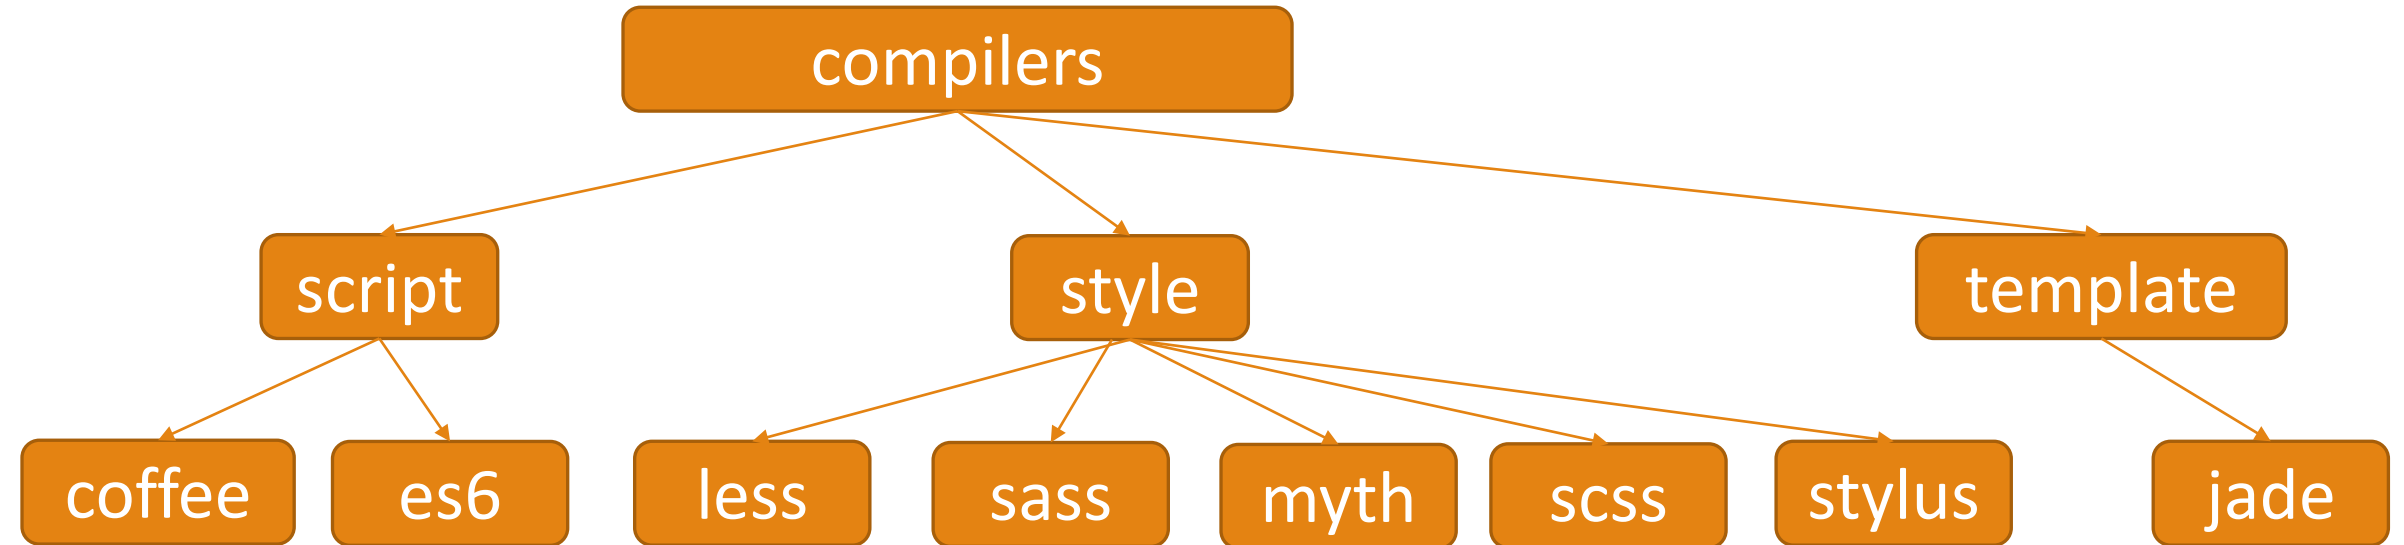 compilers
script
style
template
coffee
es6
less
sass
myth
scss
stylus
jade